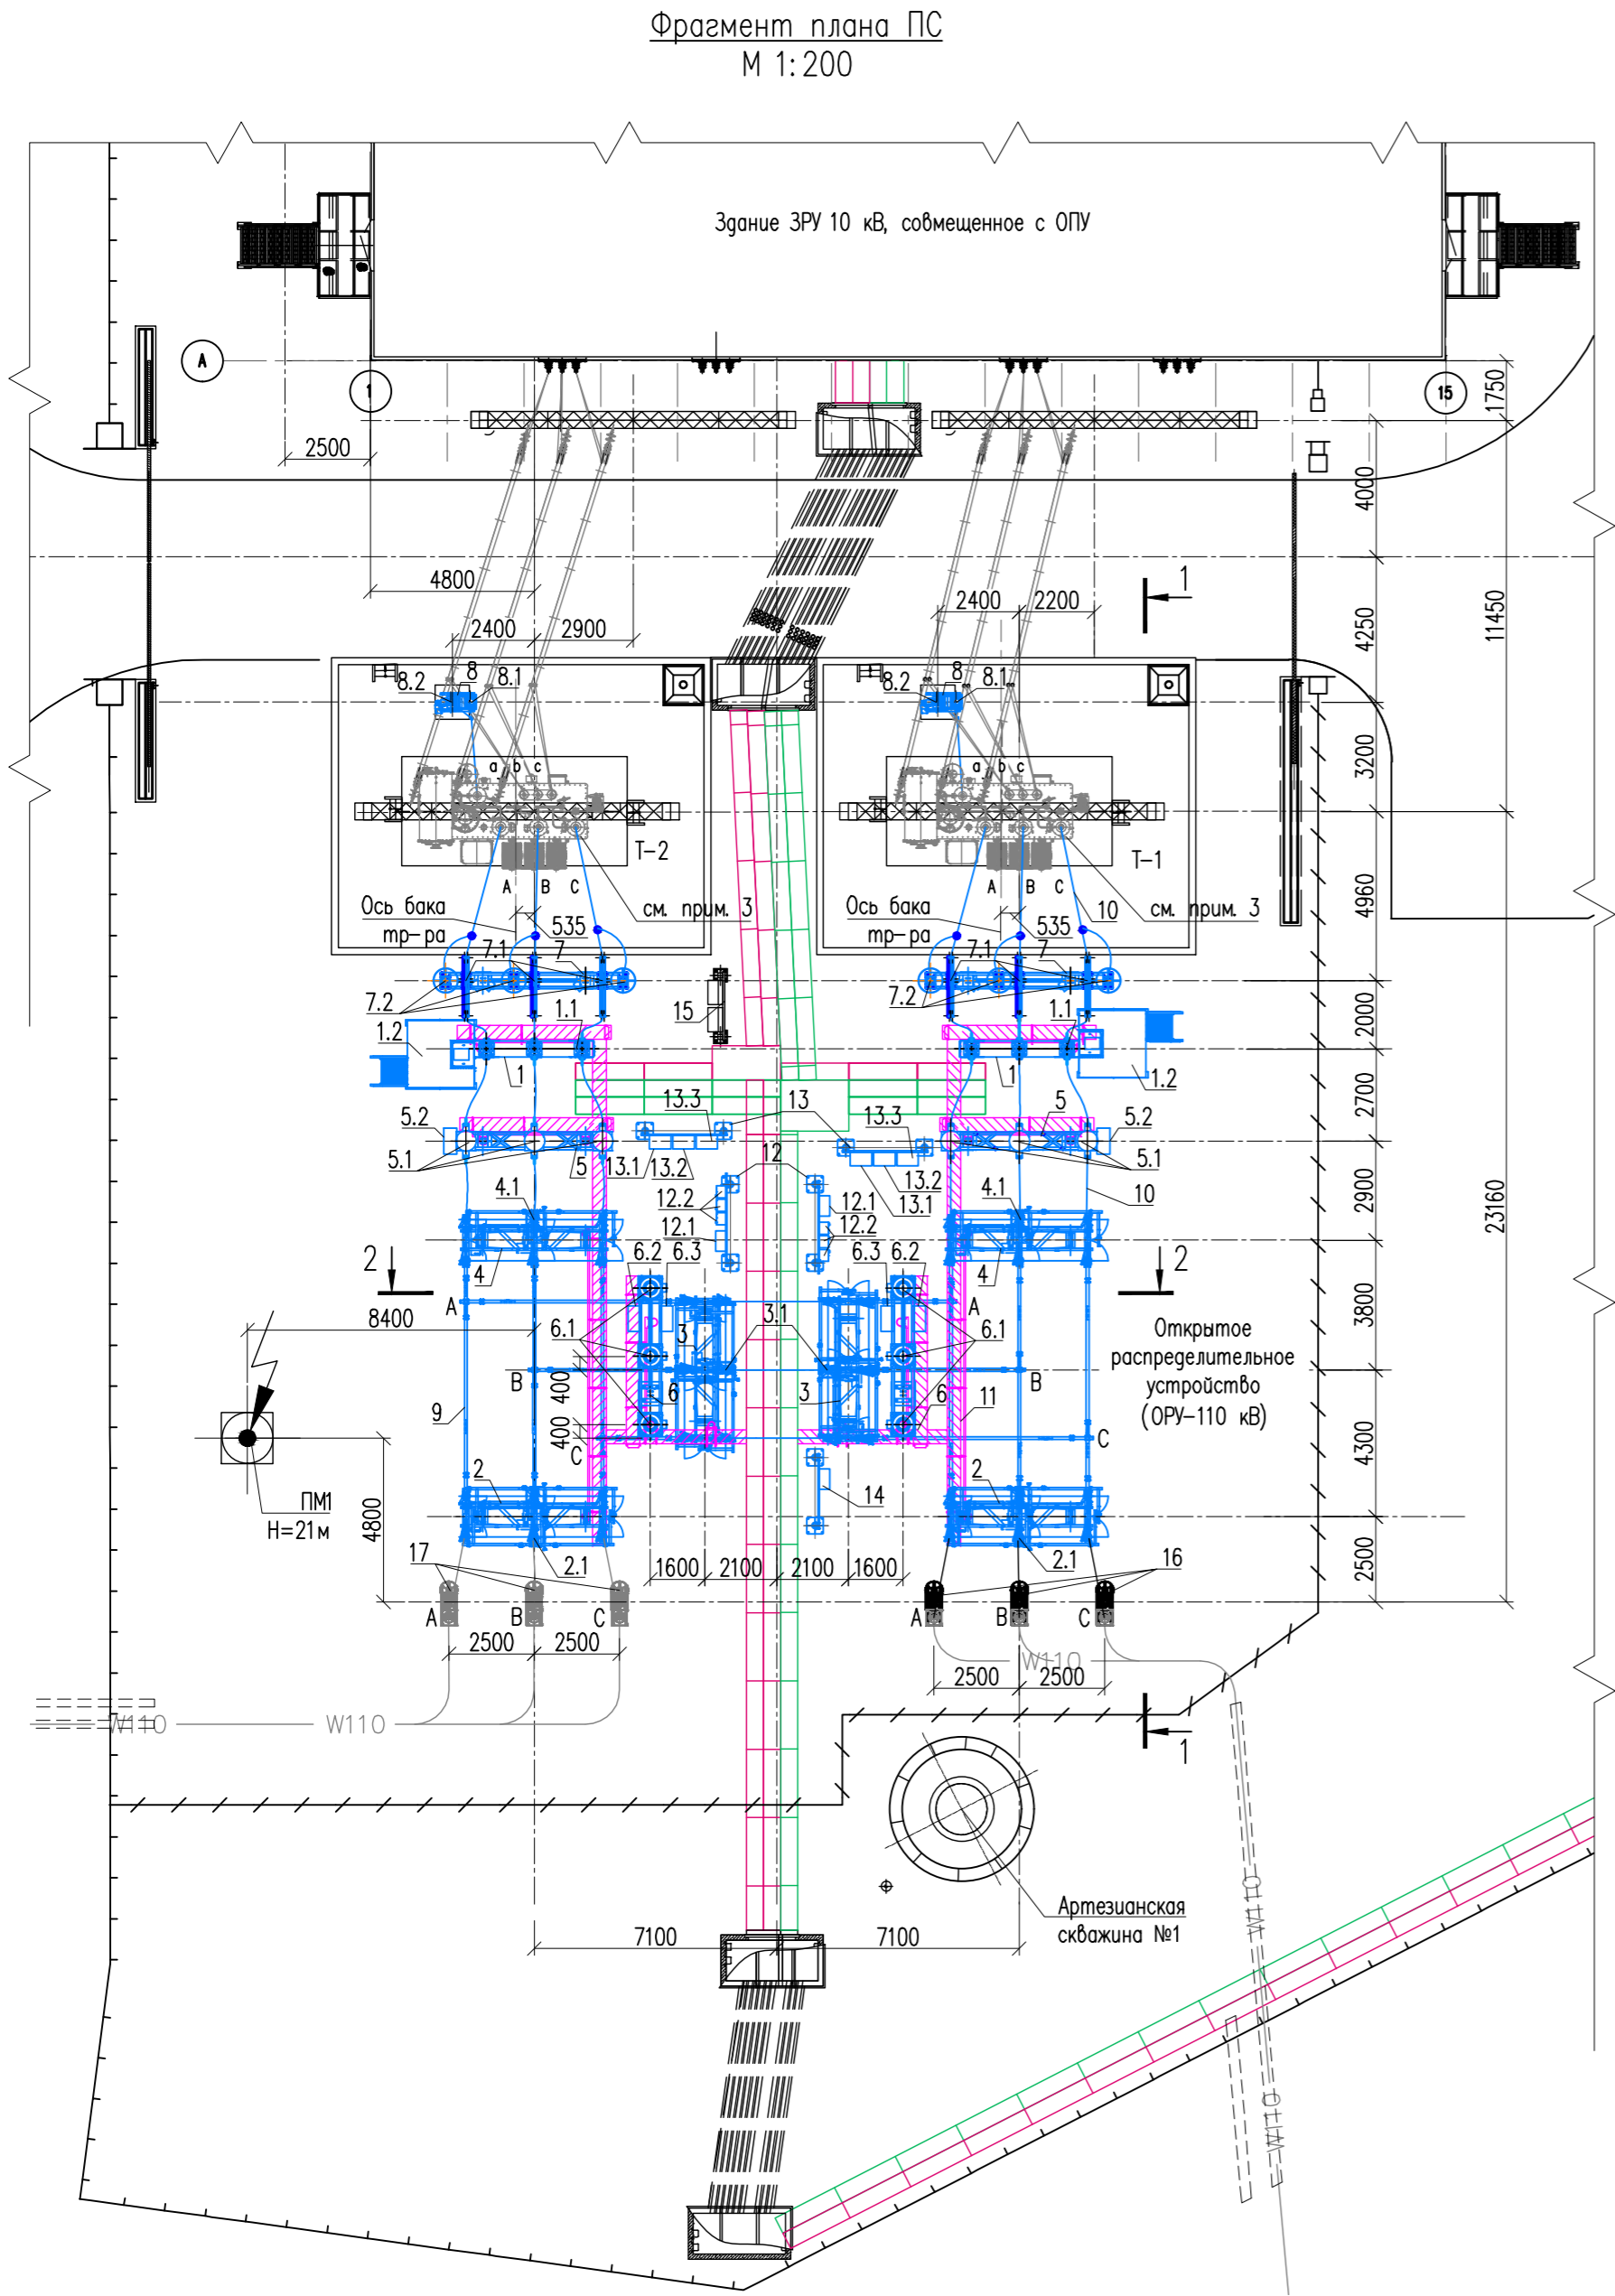 Фрагмент плана ПС
М 1:200
Здание ЗРУ 10 кВ, совмещенное с ОПУ
А
1
15
1750
2500
4000
4800
2400
2900
2400
2200
1
4250
11450
8.2
8
8.1
8.2
8
8.1
3200
a b c
a b c
Т-2
Т-1
А В С
А В С
4960
Ось бака
тр-ра
535
см. прим. 3
Ось бака
тр-ра
535
10
см. прим. 3
7.1
7
7.1
7
7.2
7.2
15
2000
1.2
1.1
1
1.1
1
1.2
2700
13.3
13
13.3
5.2
5.1
5
13.1
13.2
12
13.2
13.1
5
5.2
5.1
4.1
12.2
12.1
12.1
12.2
4.1
10
2900
23160
2
4
6.2
6.3
6.3
6.2
4
2
А
А
3800
8400
6.1
3
3.1
6.1
Открытое
распределительное
устройство
(ОРУ-110 кВ)
В
400
В
9
6
3
6
11
400
С
С
4300
ПМ1
Н=21м
4800
2
14
2
17
2.1
1600
2100
2100
1600
2.1
16
2500
А
В
С
А
В
С
2500
2500
W110
2500
2500
W110
W110
1
W110
Артезианская
скважина №1
7100
7100
W110